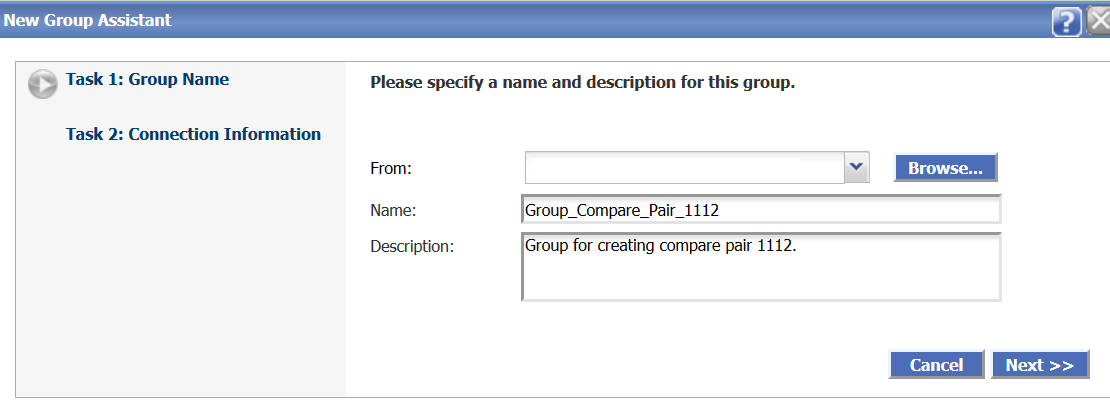 New Group Assistant
?
Task 1: Group Name
Task 2: Connection Information
Please specify a name and description for this group.
From:
Browse...
Name:
Group_Compare_Pair_1112
Description:
Group for creating compare pair 1112.
Cancel
Next >>